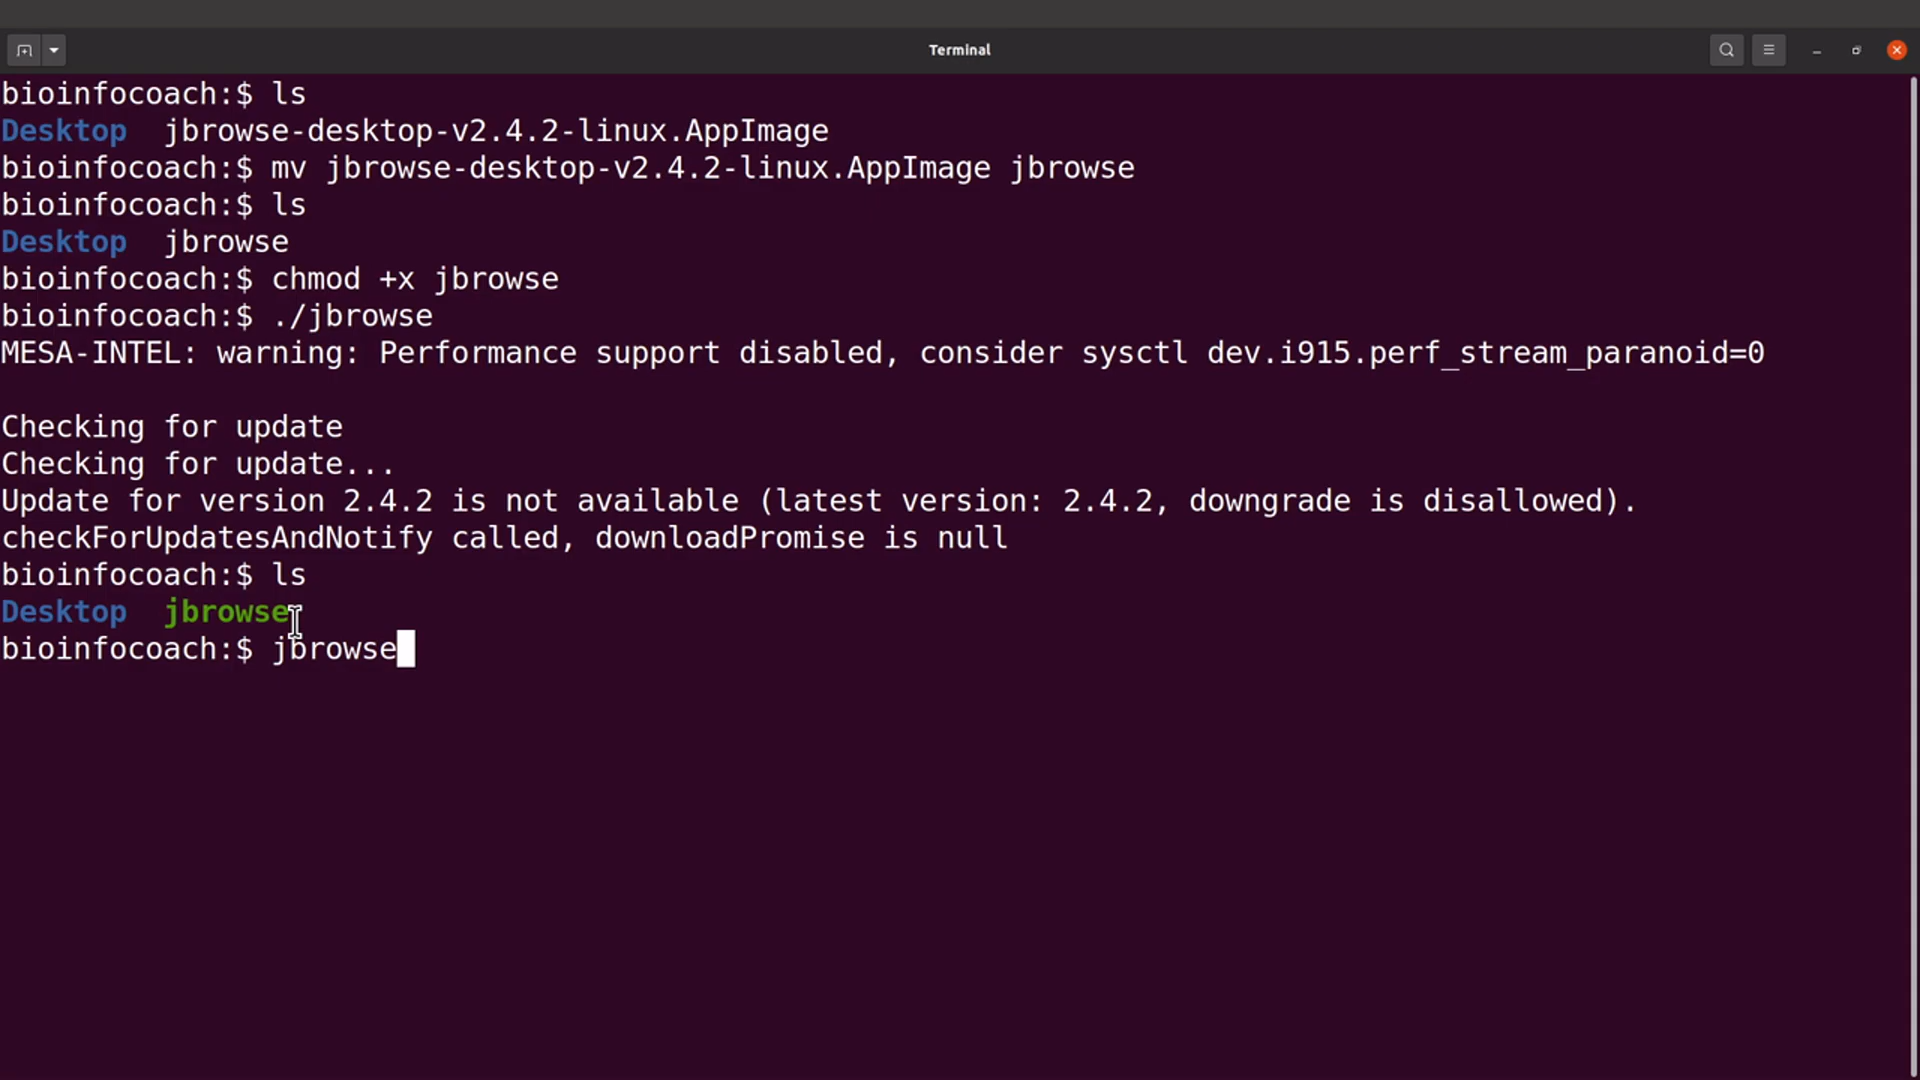 Terminal
bioinfocoach:$ ls
Desktop  jbrowse-desktop-v2.4.2-linux.AppImage
bioinfocoach:$ mv jbrowse-desktop-v2.4.2-linux.AppImage jbrowse
bioinfocoach:$ ls
Desktop  jbrowse
bioinfocoach:$ chmod +x jbrowse
bioinfocoach:$ ./jbrowse
MESA-INTEL: warning: Performance support disabled, consider sysctl dev.i915.perf_stream_paranoid=0
Checking for update
Checking for update...
Update for version 2.4.2 is not available (latest version: 2.4.2, downgrade is disallowed).
checkForUpdatesAndNotify called, downloadPromise is null
bioinfocoach:$ ls
Desktop  jbrowse
bioinfocoach:$ jbrowse